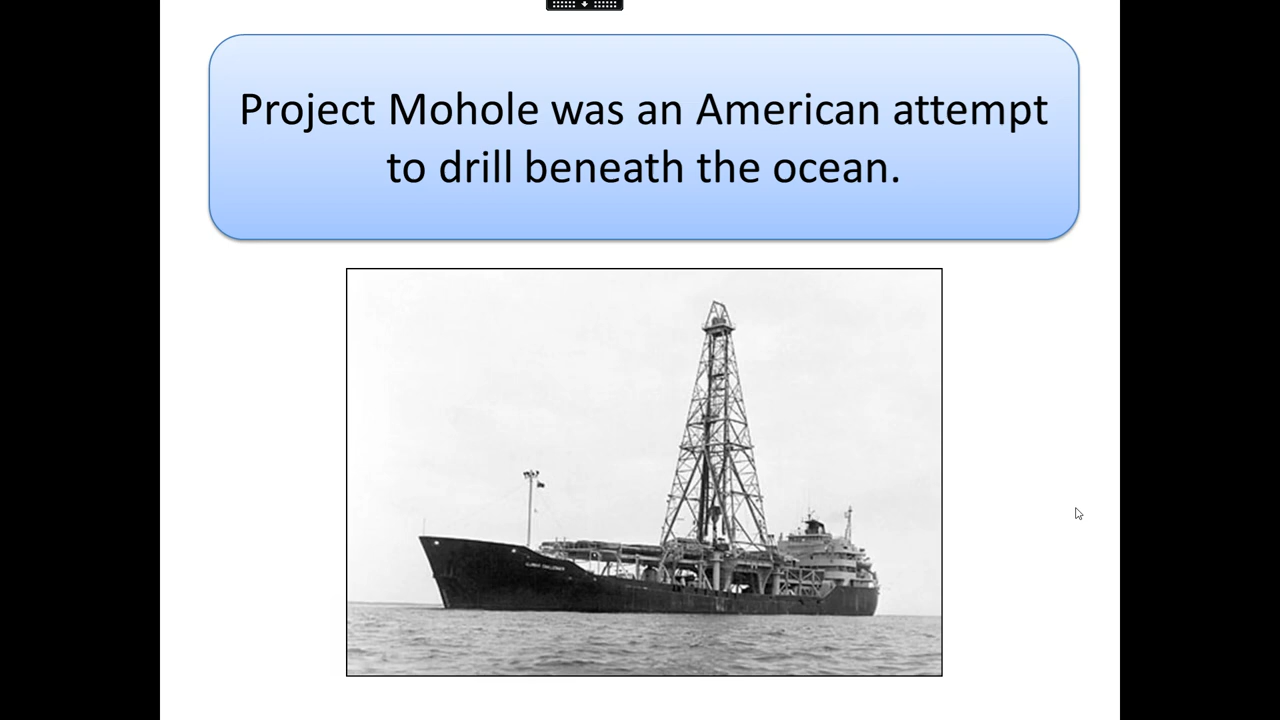 Project Mohole was an American attempt
to drill beneath the ocean.